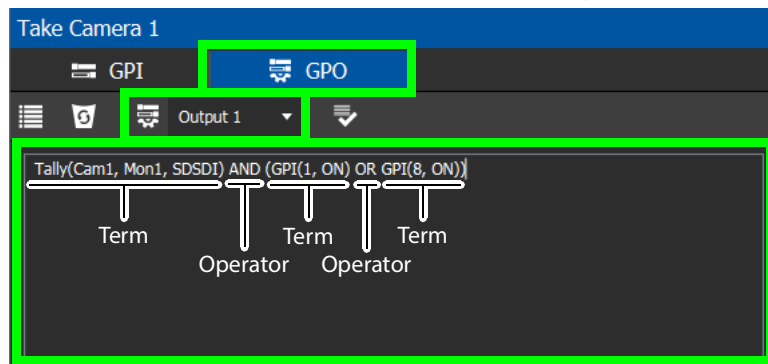 Take Camera 1
GPI GPO
Output 1
Tally(Cam1, Mon1, SDSDI) AND (GPI(1, ON) OR GPI(8, ON))
Term Term Term
Operator Operator